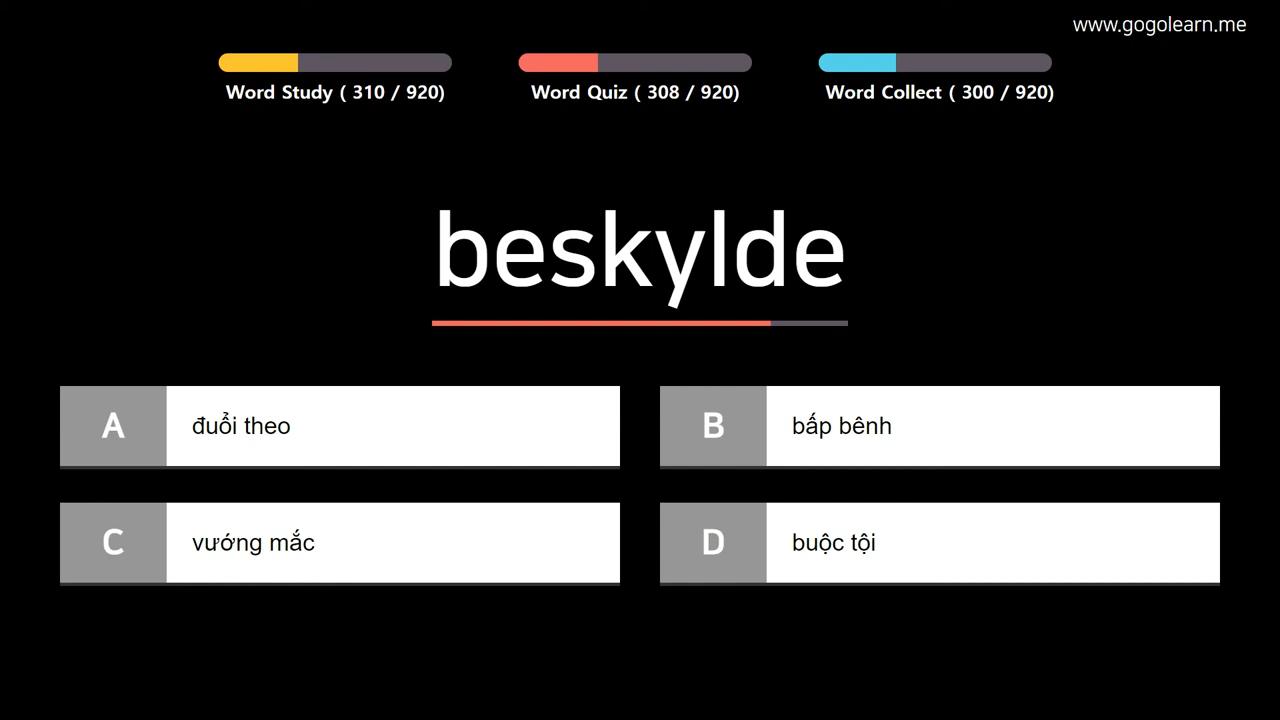 www.gogolearn.me
Word Study ( 310 / 920)
Word Quiz ( 308 / 920)
Word Collect ( 300 / 920)
beskylde
A đuổi theo
B bấp bênh
C vướng mắc
D buộc tội